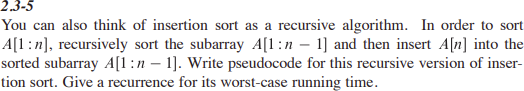 2.3-5
You can also think of insertion sort as a recursive algorithm. In order to sort
A[1:n], recursively sort the subarray A[1:n − 1] and then insert A[n] into the
sorted subarray A[1:n − 1]. Write pseudocode for this recursive version of inser-
tion sort. Give a recurrence for its worst-case running time.